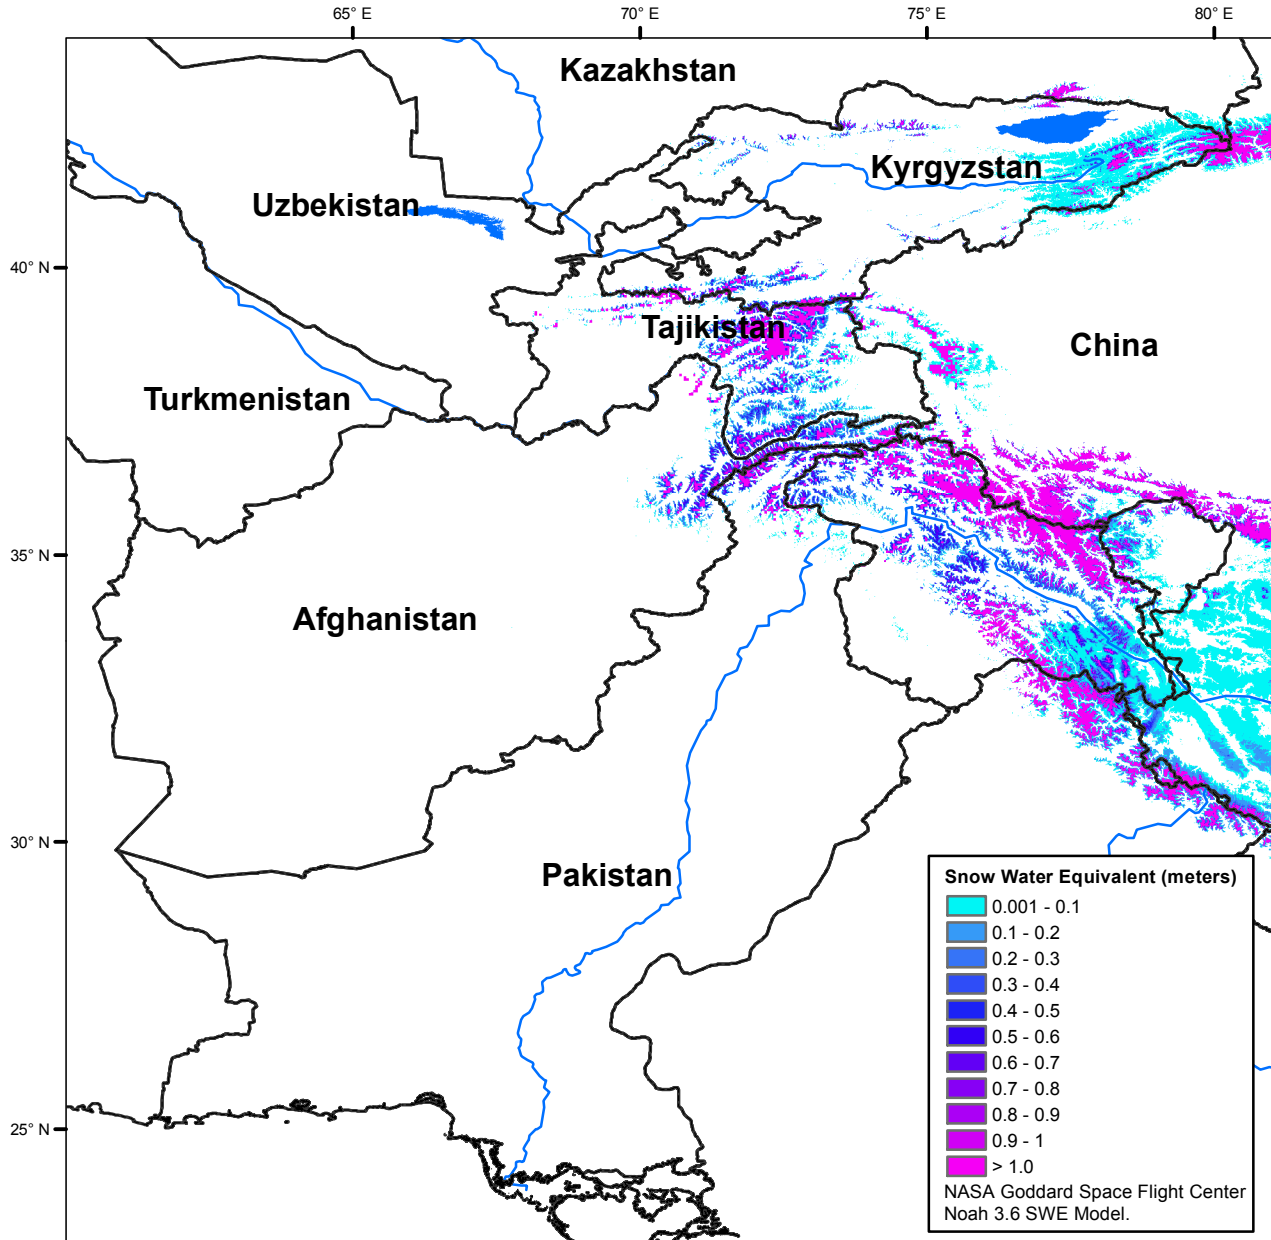 65° E
70° E
75° E
80° E
Kazakhstan
Kyrgyzstan
Uzbekistan
40° N
Tajikistan
China
Turkmenistan
35° N
Afghanistan
30° N
Pakistan
25° N
Snow Water Equivalent (meters)
0.001 - 0.1
0.1 - 0.2
0.2 - 0.3
0.3 - 0.4
0.4 - 0.5
0.5 - 0.6
0.6 - 0.7
0.7 - 0.8
0.8 - 0.9
0.9 - 1
> 1.0
NASA Goddard Space Flight Center
Noah 3.6 SWE Model.